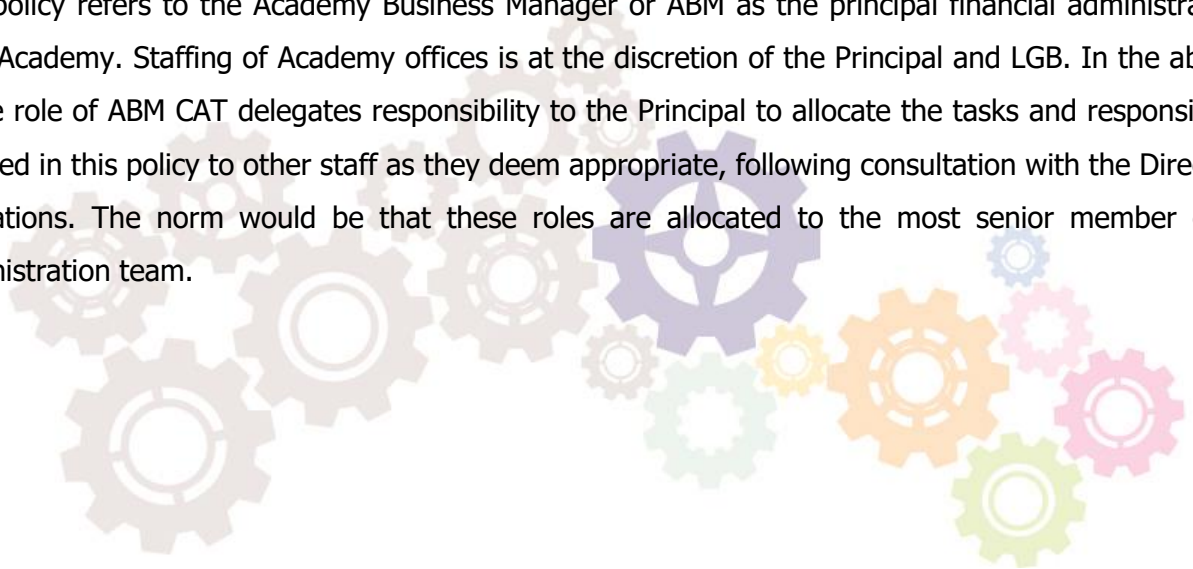 policy refers to the Academy Business Manager or ABM as the principal financial administra
Academy. Staffing of Academy offices is at the discretion of the Principal and LGB. In the ab
e role of ABM CAT delegates responsibility to the Principal to allocate the tasks and responsi
ed in this policy to other staff as they deem appropriate, following consultation with the Dire
ations. The norm would be that these roles are allocated to the most senior member
nistration team.